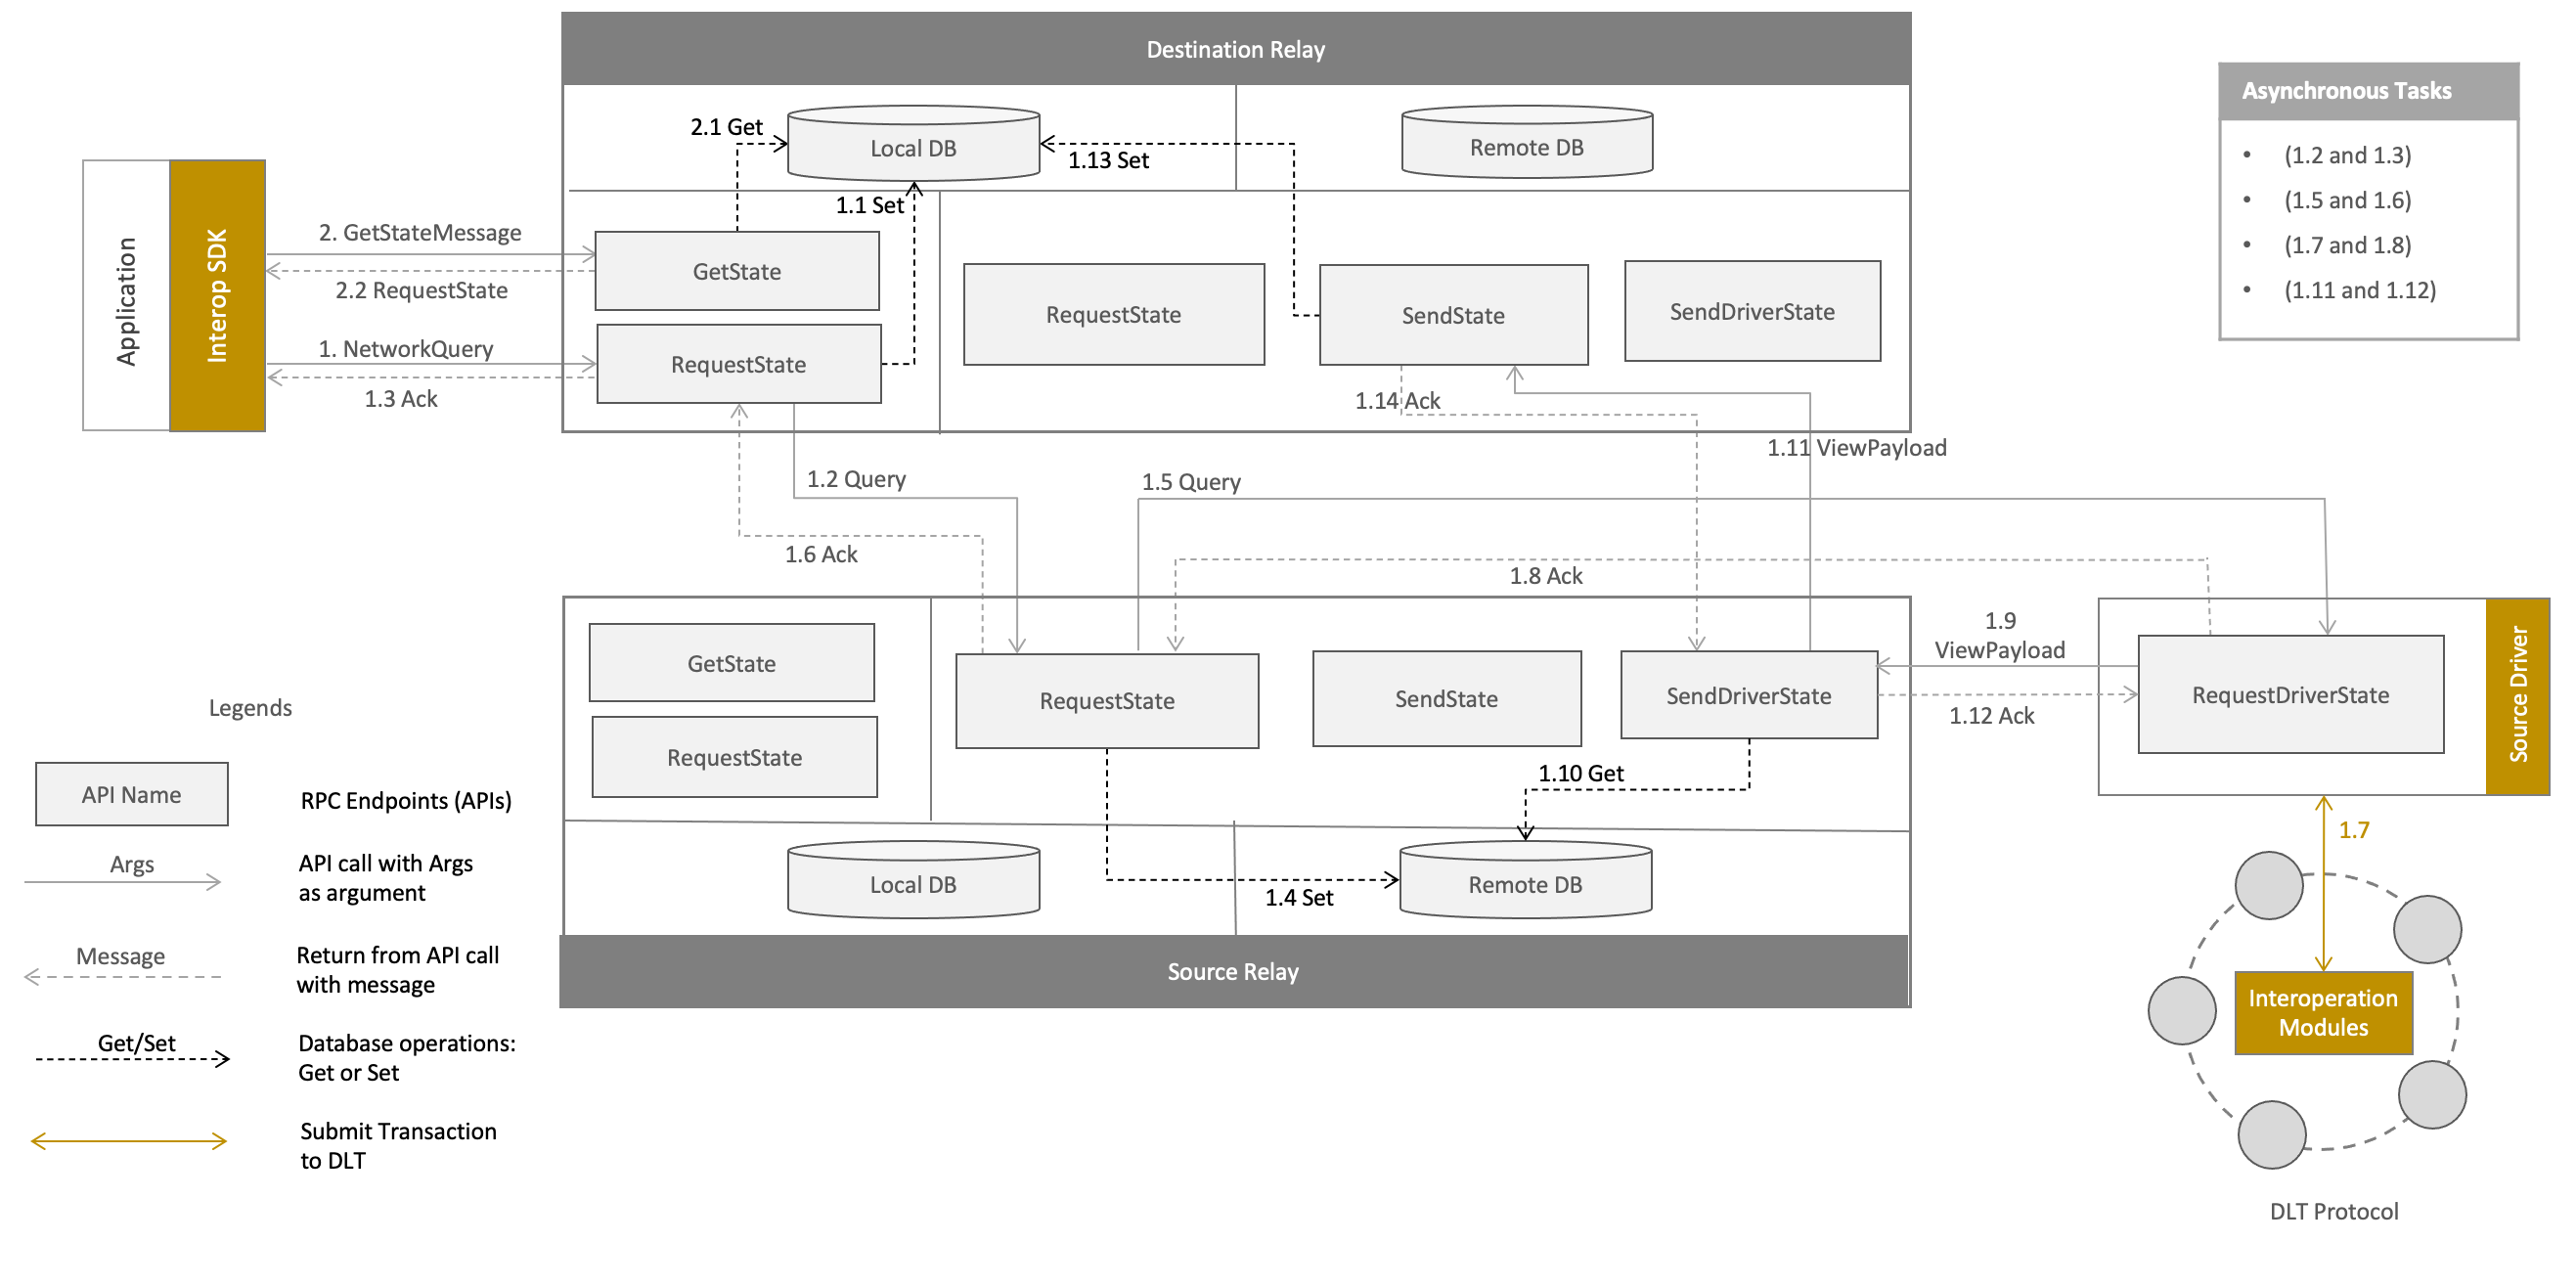 Destination Relay
Asynchronous Tasks
• (1.2 and 1.3)
• (1.5 and 1.6)
• (1.7 and 1.8)
• (1.11 and 1.12)
2.1 Get
Local DB
1.13 Set
Remote DB
1.1 Set
Application
Interop SDK
2. GetStateMessage
2.2 RequestState
1. NetworkQuery
1.3 Ack
GetState
RequestState
RequestState
SendState
SendDriverState
1.14 Ack
1.11 ViewPayload
1.2 Query
1.5 Query
1.6 Ack
1.8 Ack
GetState
RequestState
RequestState
SendState
SendDriverState
1.9
ViewPayload
1.12 Ack
RequestDriverState
Source Driver
1.10 Get
1.7
Local DB
1.4 Set
Remote DB
Source Relay
Interoperation
Modules
DLT Protocol
Legends
API Name
RPC Endpoints (APIs)
Args
API call with Args
as argument
Message
Return from API call
with message
Get/Set
Database operations:
Get or Set
Submit Transaction
to DLT